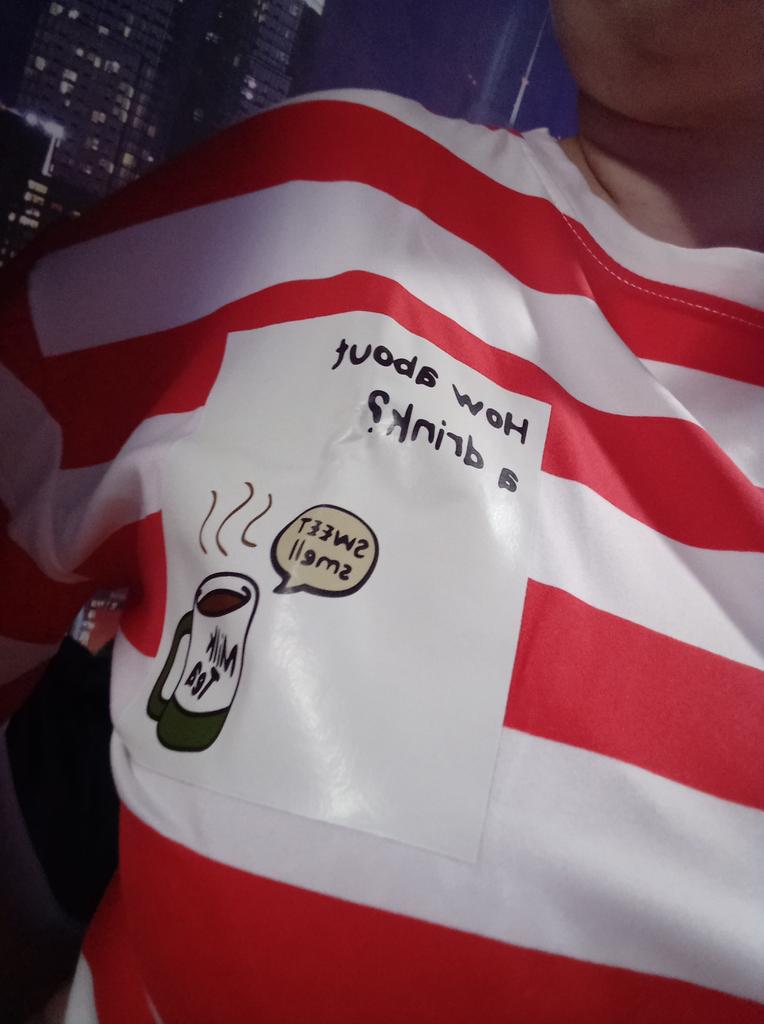 How about
a drink?
SWEET
smell
Milk
Tea